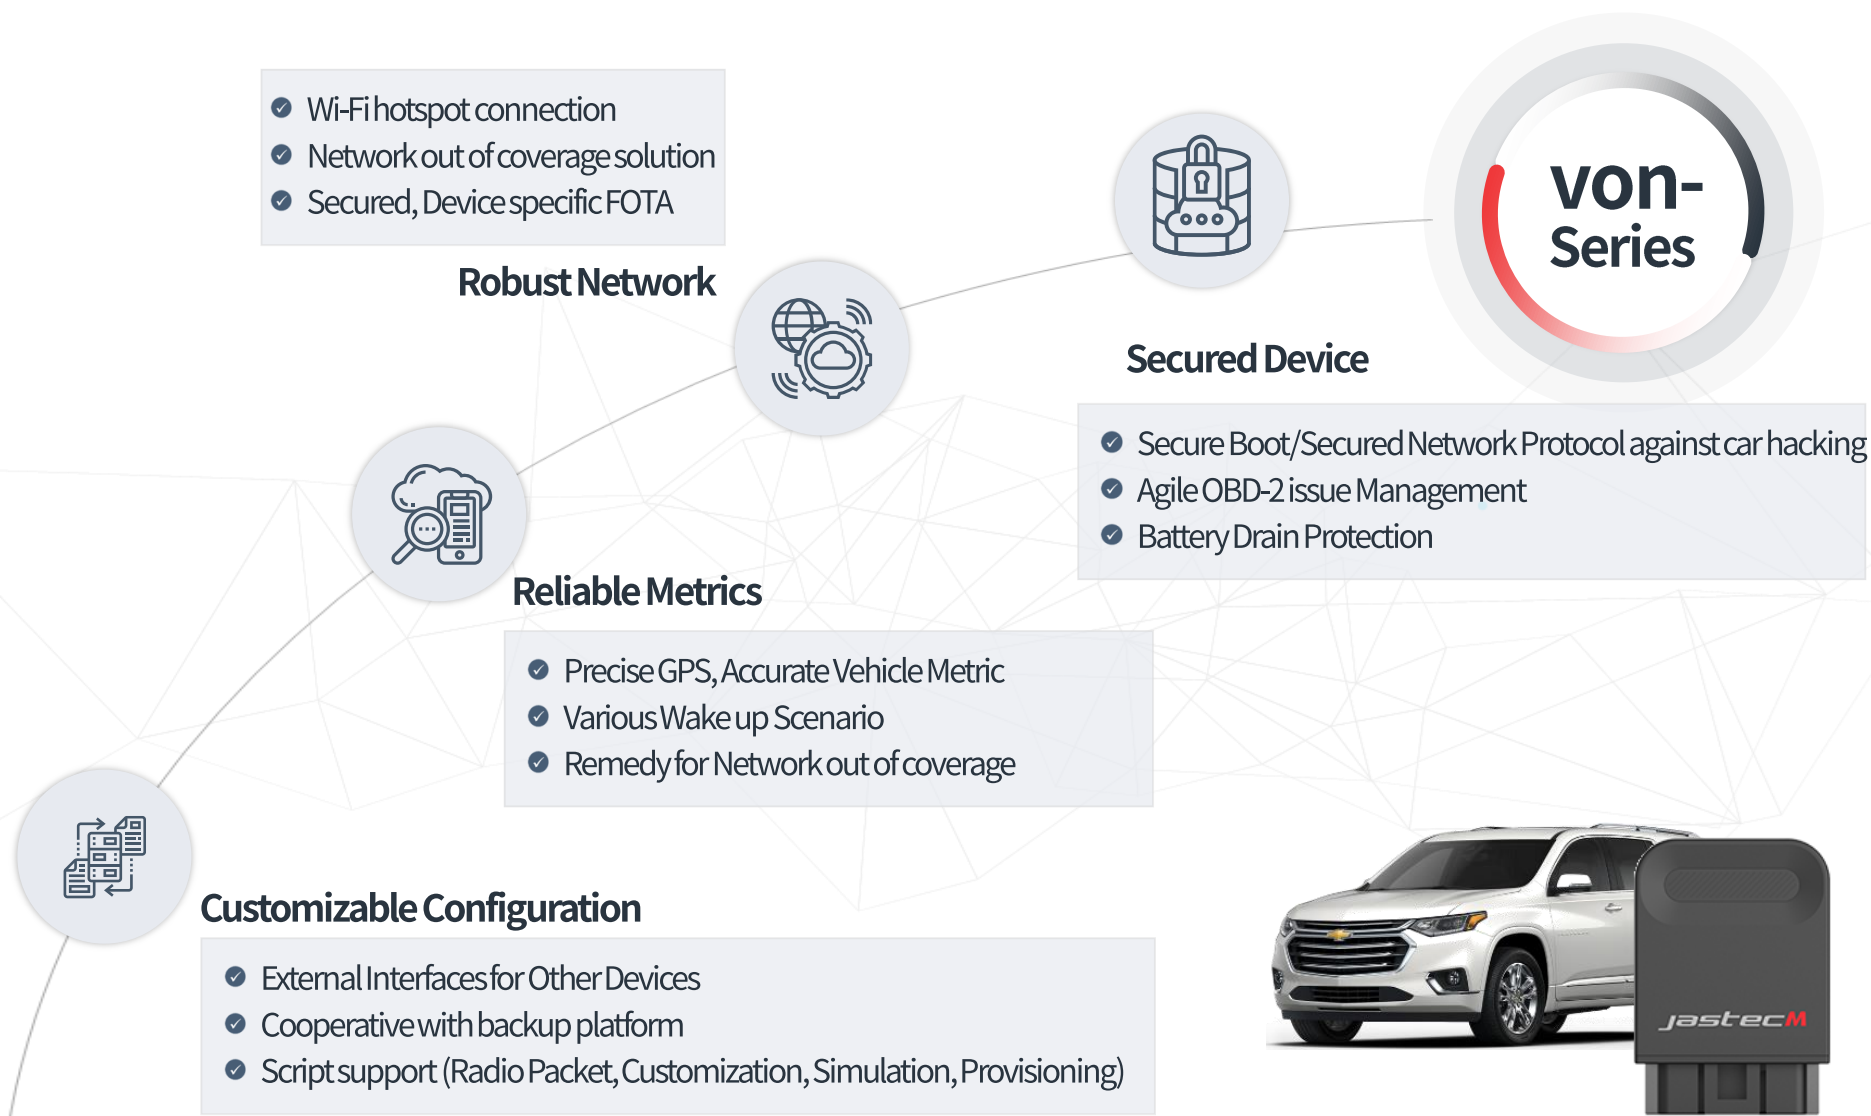 Wi-Fi hotspot connection
Network out of coverage solution
Secured, Device specific FOTA
Robust Network
von-
Series
Secured Device
Secure Boot/Secured Network Protocol against car hacking
Agile OBD-2 issue Management
Battery Drain Protection
Reliable Metrics
Precise GPS, Accurate Vehicle Metric
Various Wake up Scenario
Remedy for Network out of coverage
Customizable Configuration
External Interfaces for Other Devices
Cooperative with backup platform
Script support (Radio Packet, Customization, Simulation, Provisioning)
jastecM